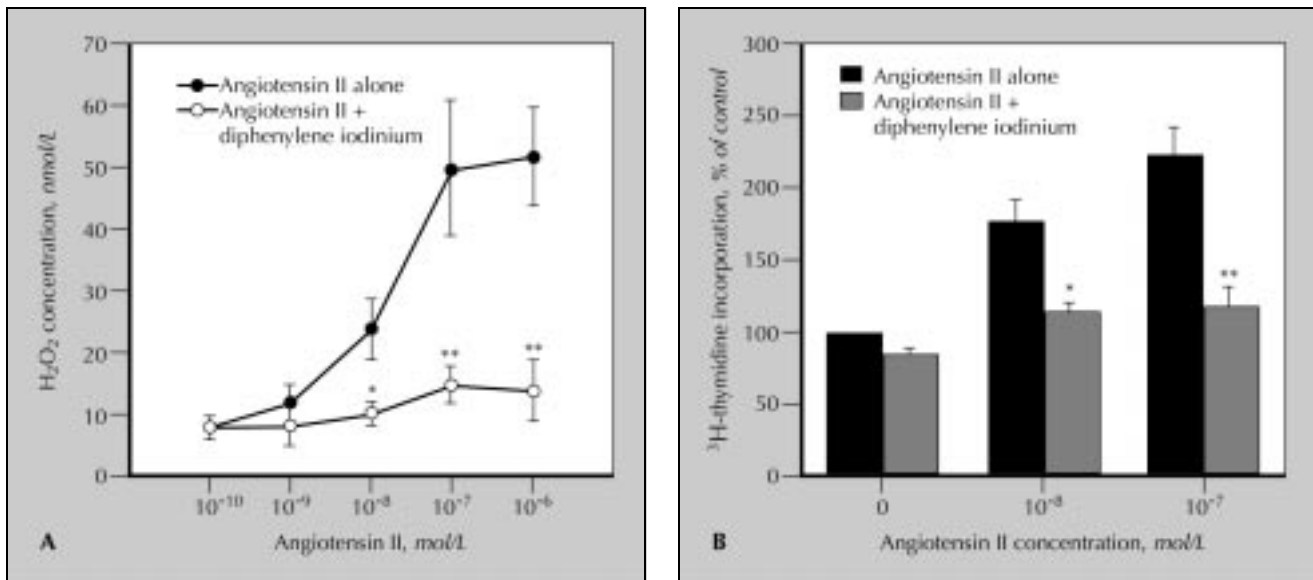 70
60
50
40
30
20
10
0
H₂O₂ concentration, nmol/L
Angiotensin II alone
Angiotensin II +
diphenylene iodinium
*
**
**
10⁻¹⁰
10⁻⁹
10⁻⁸
10⁻⁷
10⁻⁶
A
Angiotensin II, mol/L
300
250
200
150
100
50
0
³H-thymidine incorporation, % of control
Angiotensin II alone
Angiotensin II +
diphenylene iodinium
*
**
0
10⁻⁸
10⁻⁷
B
Angiotensin II concentration, mol/L